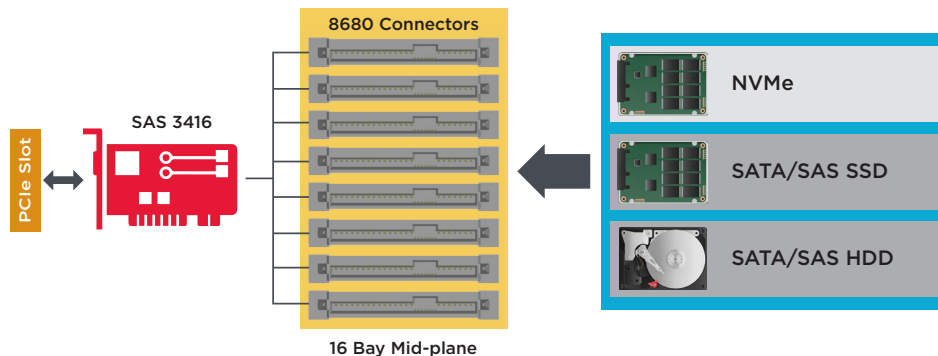 8680 Connectors
SAS 3416
PCIe Slot
NVMe
SATA/SAS SSD
SATA/SAS HDD
16 Bay Mid-plane